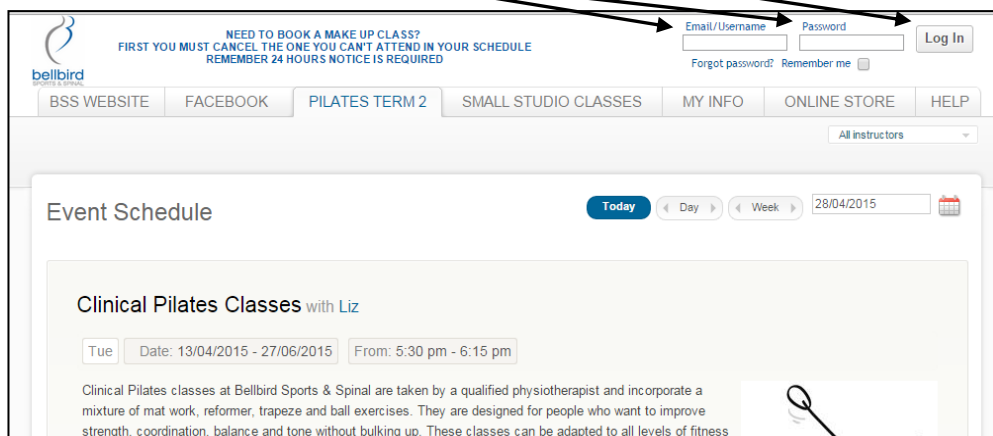 NEED TO BOOK A MAKE UP CLASS?
FIRST YOU MUST CANCEL THE ONE YOU CAN'T ATTEND IN YOUR SCHEDULE
REMEMBER 24 HOURS NOTICE IS REQUIRED
bellbird
SPORTS & SPINAL
Email/Username Password
Log In
Forgot password? Remember me
BSS WEBSITE FACEBOOK PILATES TERM 2 SMALL STUDIO CLASSES MY INFO ONLINE STORE HELP
All instructors
Event Schedule Today Day Week 28/04/2015
Clinical Pilates Classes with Liz
Tue Date: 13/04/2015 - 27/06/2015 From: 5:30 pm - 6:15 pm
Clinical Pilates classes at Bellbird Sports & Spinal are taken by a qualified physiotherapist and incorporate a
mixture of mat work, reformer, trapeze and ball exercises. They are designed for people who want to improve
strength, coordination, balance and tone without bulking up. These classes can be adapted to all levels of fitness